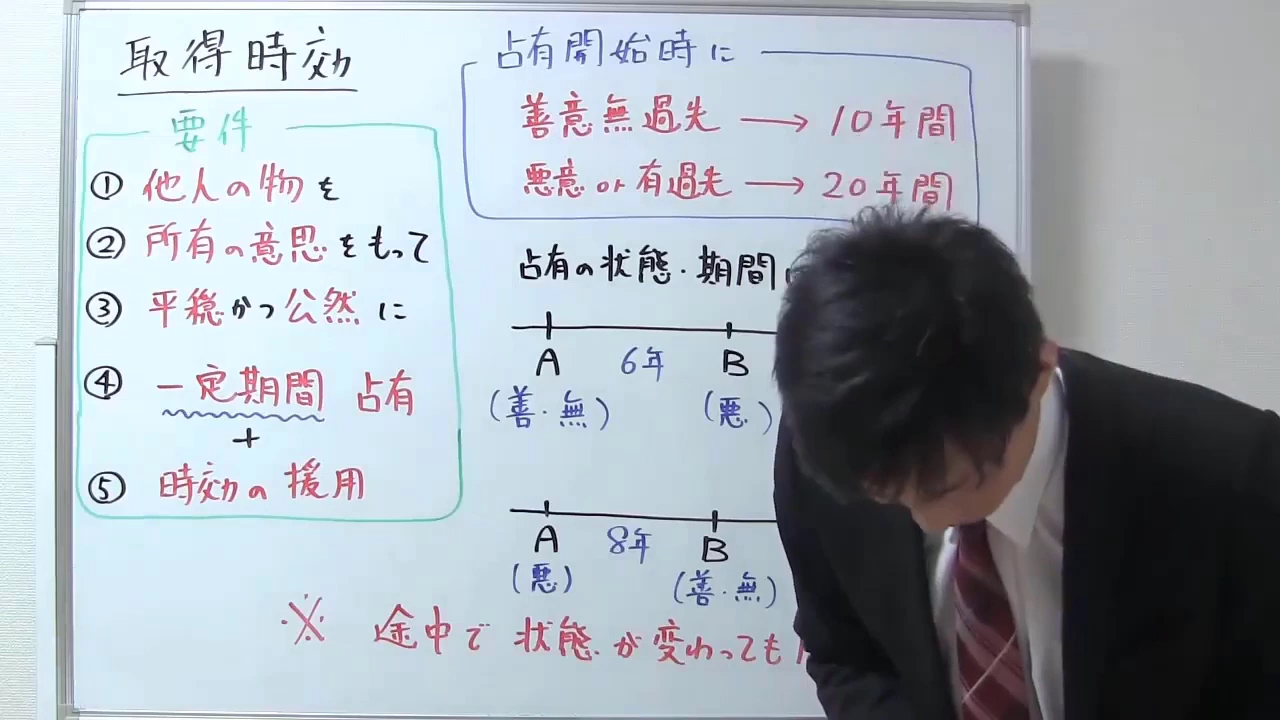 取得時効
要件
① 他人の物を
② 所有の意思をもって
③ 平穏かつ公然に
④ 一定期間 占有
+
⑤ 時効の援用
占有開始時に
善意無過失 → 10年間
悪意or有過失 → 20年間
占有の状態・期間
A 6年 B
(善・無) (悪)
A 8年 B
(悪) (善・無)
※ 途中で状態が変わっても